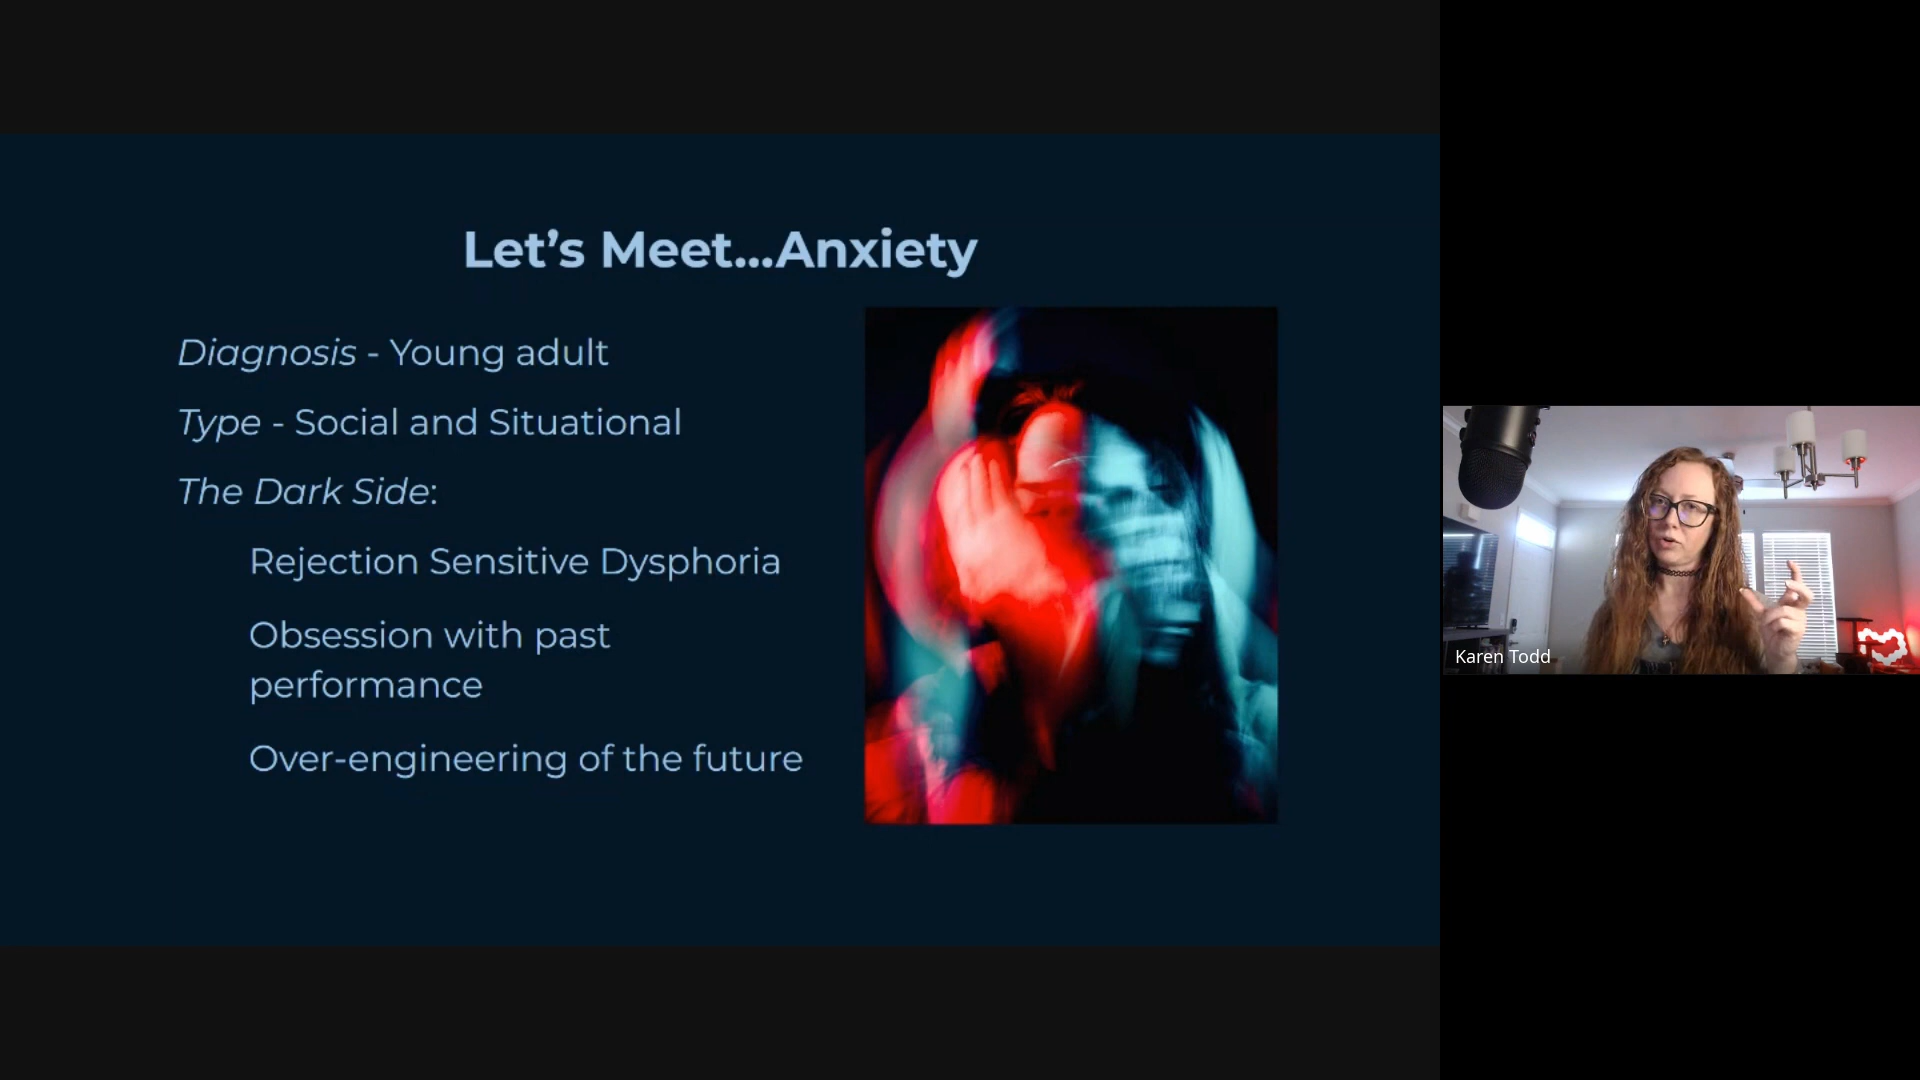 Let’s Meet...Anxiety
Diagnosis - Young adult
Type - Social and Situational
The Dark Side:
Rejection Sensitive Dysphoria
Obsession with past
performance
Over-engineering of the future
Karen Todd